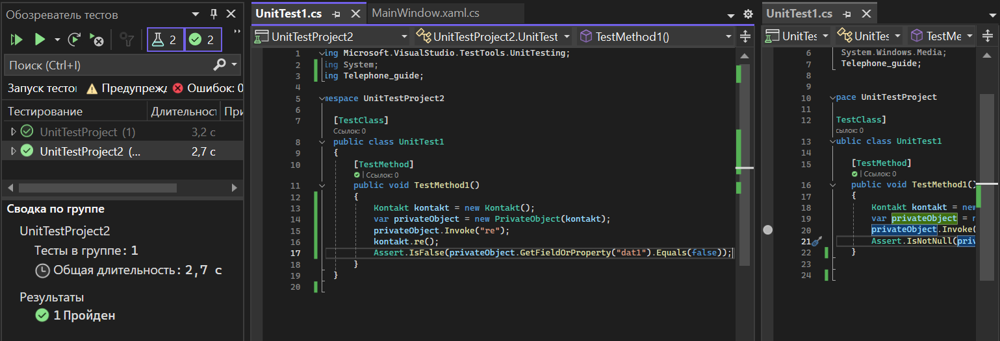 Обозреватель тестов
2
2
Поиск (Ctrl+I)
Запуск тесто Предупреж Ошибок: 0
Тестирование Длительност При
UnitTestProject (1) 3,2 с
UnitTestProject2 (... 2,7 с
Сводка по группе
UnitTestProject2
Тесты в группе: 1
Общая длительность: 2,7 с
Результаты
1 Пройден
UnitTest1.cs MainWindow.xaml.cs
UnitTestProject2 UnitTestProject2.UnitTest TestMethod1()
1 ing Microsoft.VisualStudio.TestTools.UnitTesting;
2 ing System;
3 ing Telephone_guide;
4
5 mespace UnitTestProject2
6
7 [TestClass]
Ссылок: 0
8 public class UnitTest1
9 {
10 [TestMethod]
| Ссылок: 0
11 public void TestMethod1()
12 {
13 Kontakt kontakt = new Kontakt();
14 var privateObject = new PrivateObject(kontakt);
15 privateObject.Invoke("re");
16 kontakt.re();
17 Assert.IsFalse(privateObject.GetFieldOrProperty("dat1").Equals(false));
18 }
19 }
20
UnitTest1.cs
UnitTes UnitTes TestMe
6 System.Windows.Media;
7 Telephone_guide;
8
9
10 pace UnitTestProject
11
12 TestClass]
сылок: 0
13 ublic class UnitTest1
14
15 [TestMethod]
| Ссылок: 0
16 public void TestMethod1()
17 {
18 Kontakt kontakt = new
19 var privateObject = n
20 privateObject.Invoke(
21 Assert.IsNotNull(priv
22 }
23
24